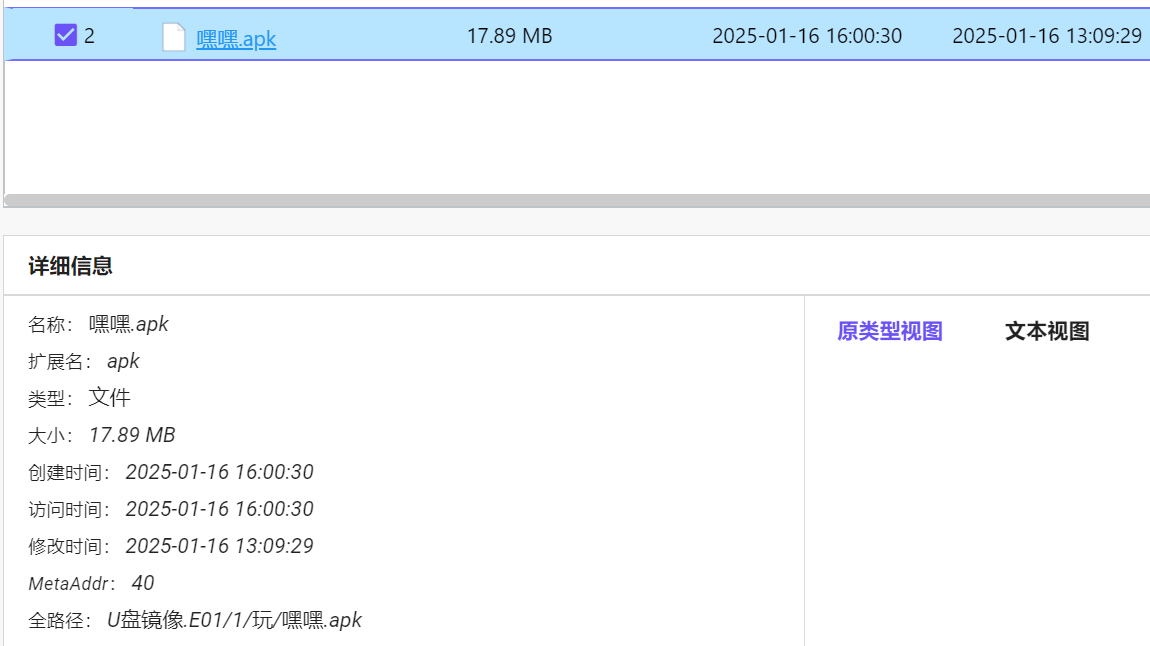 2 嘿嘿.apk 17.89 MB 2025-01-16 16:00:30 2025-01-16 13:09:29
详细信息
原类型视图 文本视图
名称： 嘿嘿.apk
扩展名： apk
类型： 文件
大小： 17.89 MB
创建时间： 2025-01-16 16:00:30
访问时间： 2025-01-16 16:00:30
修改时间： 2025-01-16 13:09:29
MetaAddr： 40
全路径： U盘镜像.E01/1/玩/嘿嘿.apk